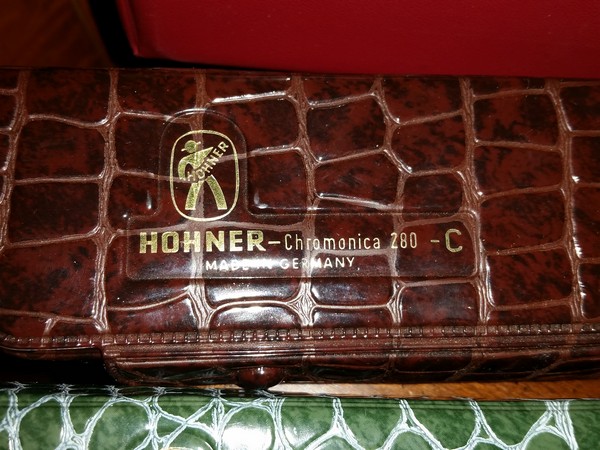 HOHNER
HOHNER-Chromonica 280 -C
MADE IN GERMANY